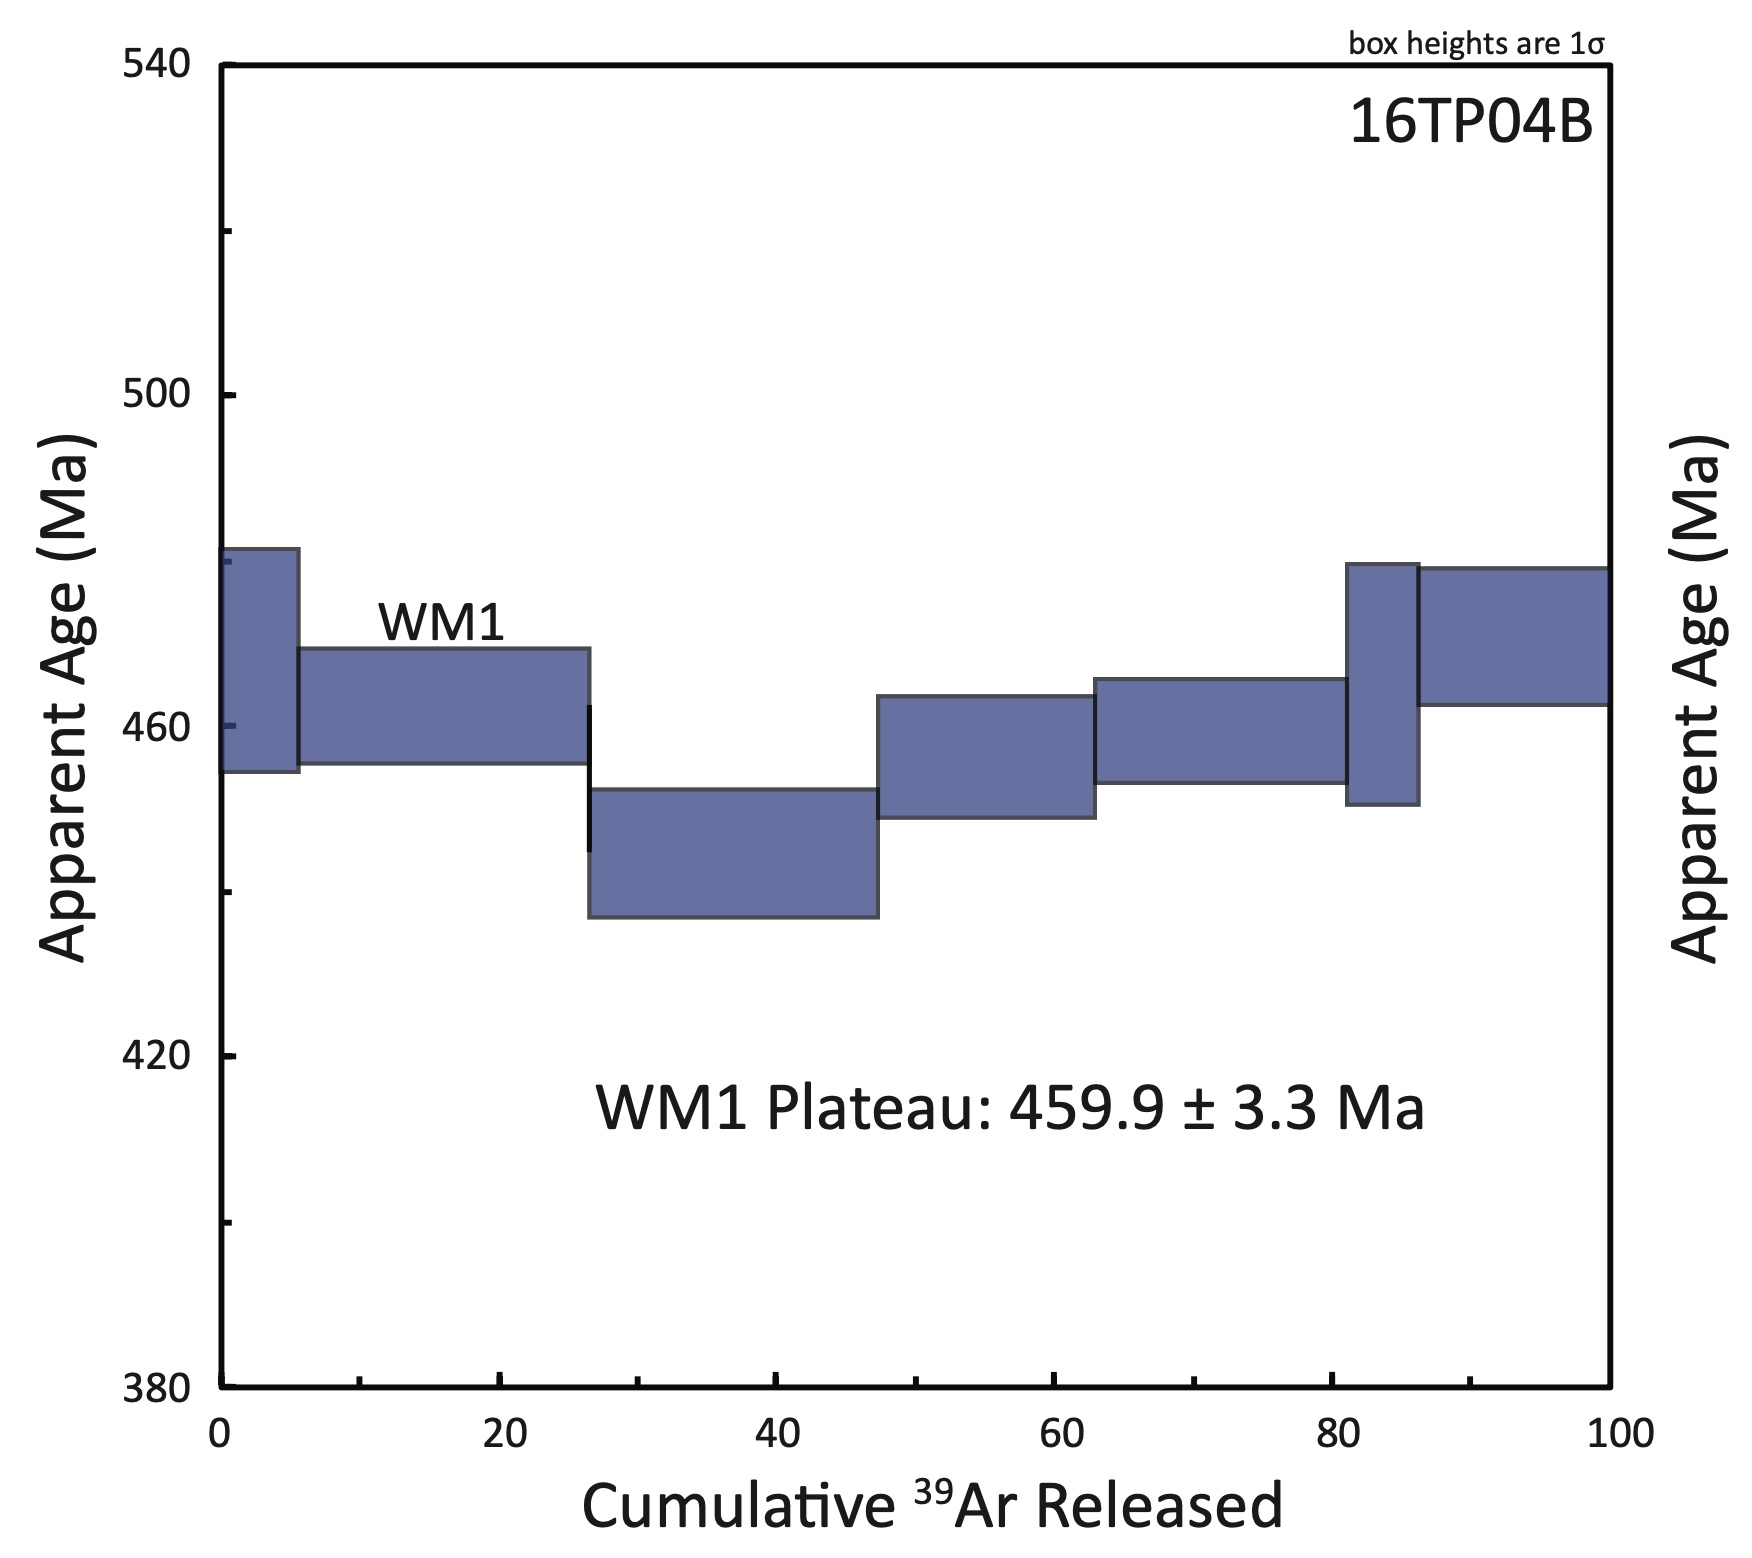 box heights are 1σ
540
16TP04B
500
WM1
460
420
WM1 Plateau: 459.9 ± 3.3 Ma
380
0 20 40 60 80 100
Cumulative ³⁹Ar Released
Apparent Age (Ma)
Apparent Age (Ma)